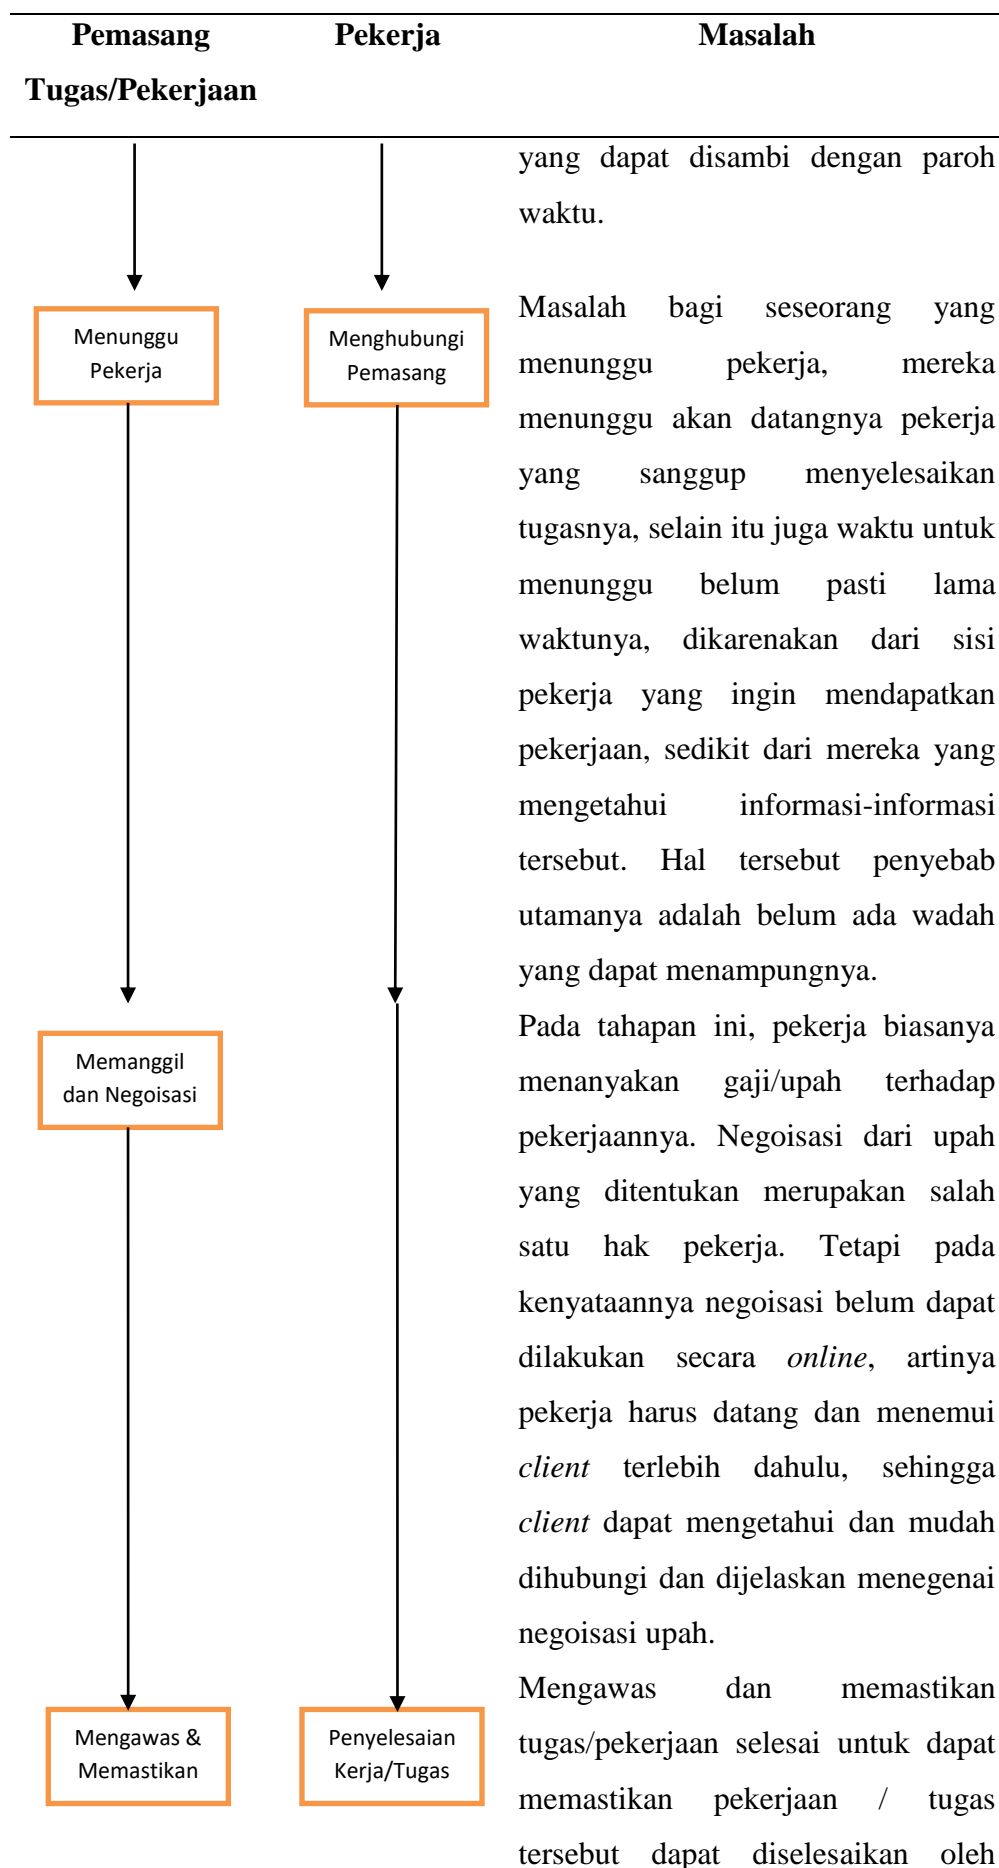 Pemasang
Tugas/Pekerjaan
Pekerja
Masalah
yang dapat disambi dengan paroh
waktu.
Menunggu
Pekerja
Menghubungi
Pemasang
Masalah bagi seseorang yang
menunggu pekerja, mereka
menunggu akan datangnya pekerja
yang sanggup menyelesaikan
tugasnya, selain itu juga waktu untuk
menunggu belum pasti lama
waktunya, dikarenakan dari sisi
pekerja yang ingin mendapatkan
pekerjaan, sedikit dari mereka yang
mengetahui informasi-informasi
tersebut. Hal tersebut penyebab
utamanya adalah belum ada wadah
yang dapat menampungnya.
Memanggil
dan Negoisasi
Pada tahapan ini, pekerja biasanya
menanyakan gaji/upah terhadap
pekerjaannya. Negoisasi dari upah
yang ditentukan merupakan salah
satu hak pekerja. Tetapi pada
kenyataannya negoisasi belum dapat
dilakukan secara online, artinya
pekerja harus datang dan menemui
client terlebih dahulu, sehingga
client dapat mengetahui dan mudah
dihubungi dan dijelaskan menegenai
negoisasi upah.
Mengawas &
Memastikan
Penyelesaian
Kerja/Tugas
Mengawas dan memastikan
tugas/pekerjaan selesai untuk dapat
memastikan pekerjaan / tugas
tersebut dapat diselesaikan oleh